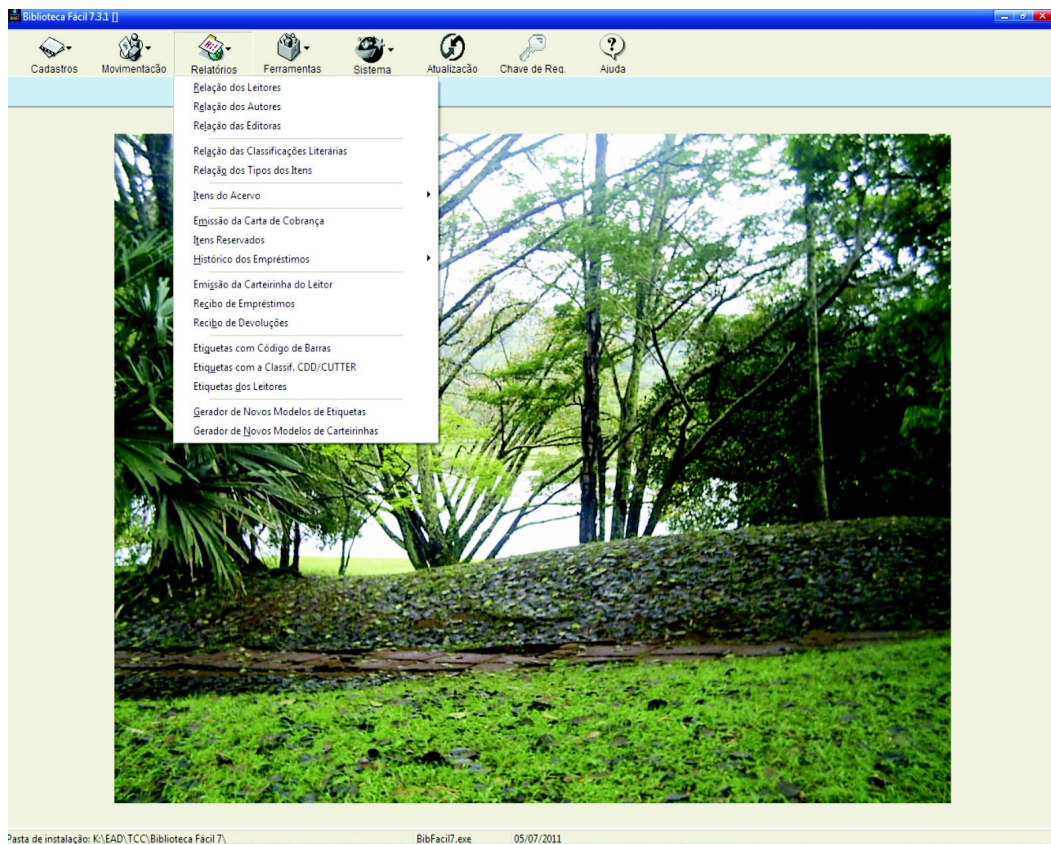 Biblioteca Fácil 7.3.1 []
Cadastros Movimentação Relatórios Ferramentas Sistema Atualização Chave de Reg. Ajuda
Relação dos Leitores
Relação dos Autores
Relação das Editoras
Relação das Classificações Literárias
Relação dos Tipos dos Itens
Itens do Acervo
Emissão da Carta de Cobrança
Itens Reservados
Histórico dos Empréstimos
Emissão da Carteirinha do Leitor
Recibo de Empréstimos
Recibo de Devoluções
Etiquetas com Código de Barras
Etiquetas com a Classif. CDD/CUTTER
Etiquetas dos Leitores
Gerador de Novos Modelos de Etiquetas
Gerador de Novos Modelos de Carteirinhas
Pasta de instalação: K:\EAD\TCC\Biblioteca Fácil 7\ BibFacil7.exe 05/07/2011